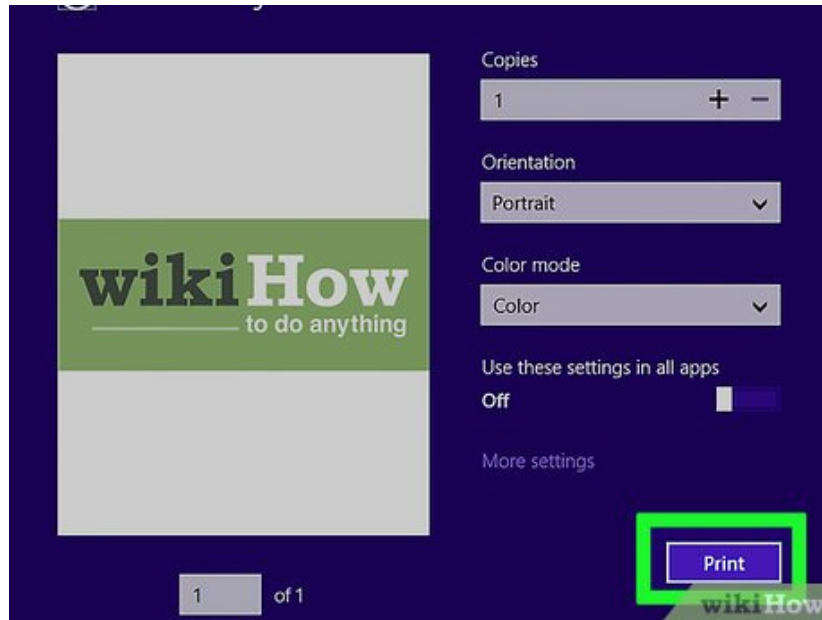 Copies
1
Orientation
Portrait
wikiHow
to do anything
Color mode
Color
Use these settings in all apps
Off
More settings
Print
1 of 1
wikiHow